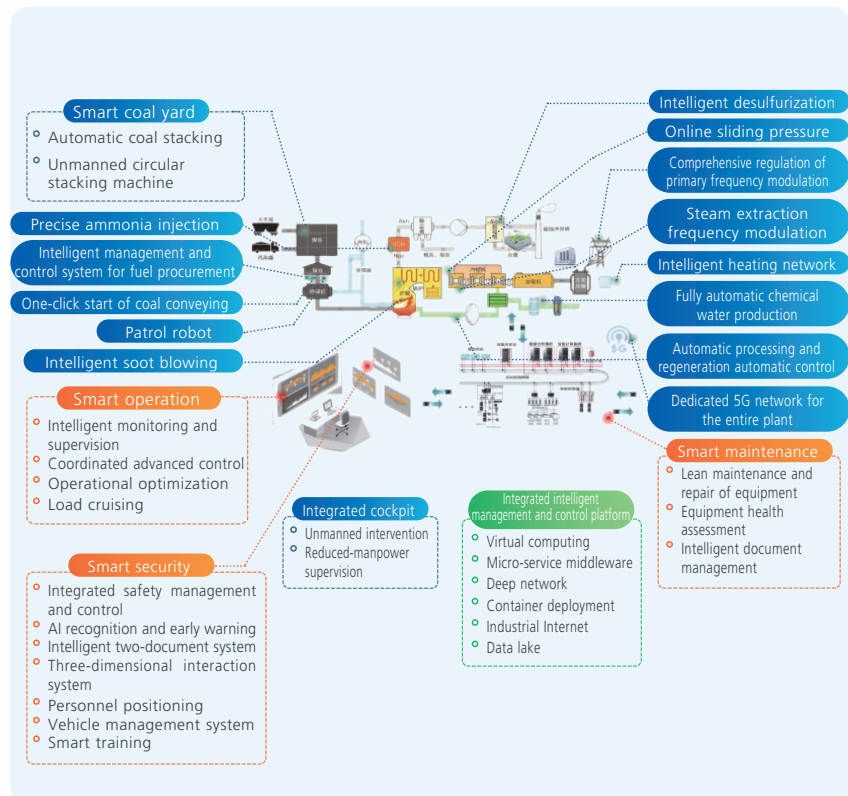 Smart coal yard
Automatic coal stacking
Unmanned circular
stacking machine
Precise ammonia injection
Intelligent management and
control system for fuel procurement
One-click start of coal conveying
Patrol robot
Intelligent soot blowing
Smart operation
Intelligent monitoring and
supervision
Coordinated advanced control
Operational optimization
Load cruising
Smart security
Integrated safety management
and control
AI recognition and early warning
Intelligent two-document system
Three-dimensional interaction
system
Personnel positioning
Vehicle management system
Smart training
Integrated cockpit
Unmanned intervention
Reduced-manpower
supervision
Integrated intelligent
management and control platform
Virtual computing
Micro-service middleware
Deep network
Container deployment
Industrial Internet
Data lake
Intelligent desulfurization
Online sliding pressure
Comprehensive regulation of
primary frequency modulation
Steam extraction
frequency modulation
Intelligent heating network
Fully automatic chemical
water production
Automatic processing and
regeneration automatic control
5G
Dedicated 5G network for
the entire plant
Smart maintenance
Lean maintenance and
repair of equipment
Equipment health
assessment
Intelligent document
management